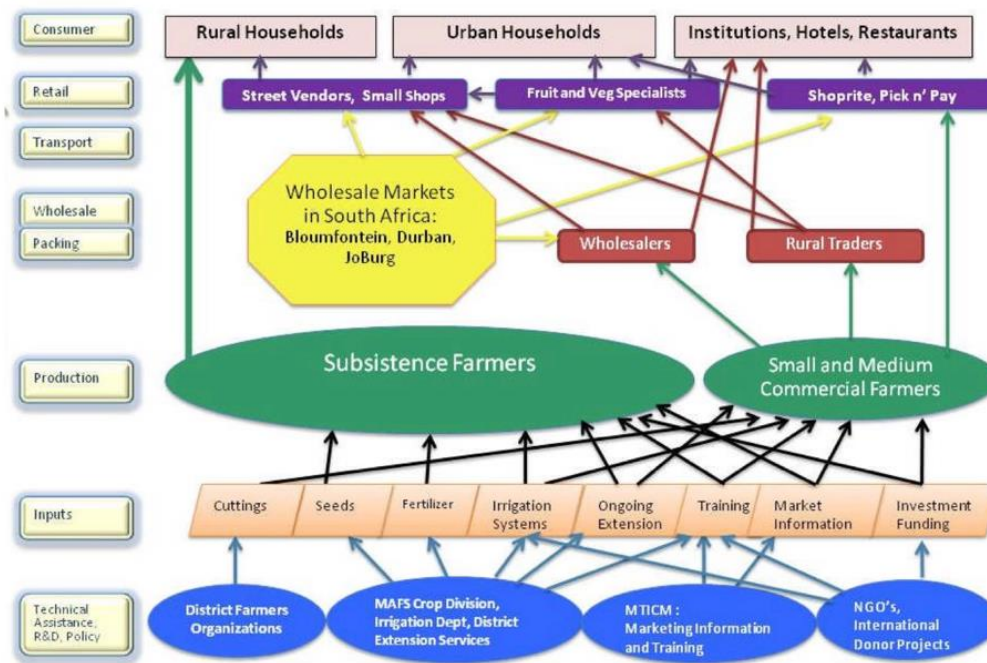 Consumer
Rural Households
Urban Households
Institutions, Hotels, Restaurants
Retail
Street Vendors, Small Shops
Fruit and Veg Specialists
Shoprite, Pick n' Pay
Transport
Wholesale
Packing
Wholesale Markets
in South Africa:
Bloumfontein, Durban,
JoBurg
Wholesalers
Rural Traders
Production
Subsistence Farmers
Small and Medium
Commercial Farmers
Inputs
Cuttings
Seeds
Fertilizer
Irrigation
Systems
Ongoing
Extension
Training
Market
Information
Investment
Funding
Technical
Assistance,
R&D, Policy
District Farmers
Organizations
MAFS Crop Division,
Irrigation Dept, District
Extension Services
MTICM :
Marketing Information
and Training
NGO's,
International
Donor Projects